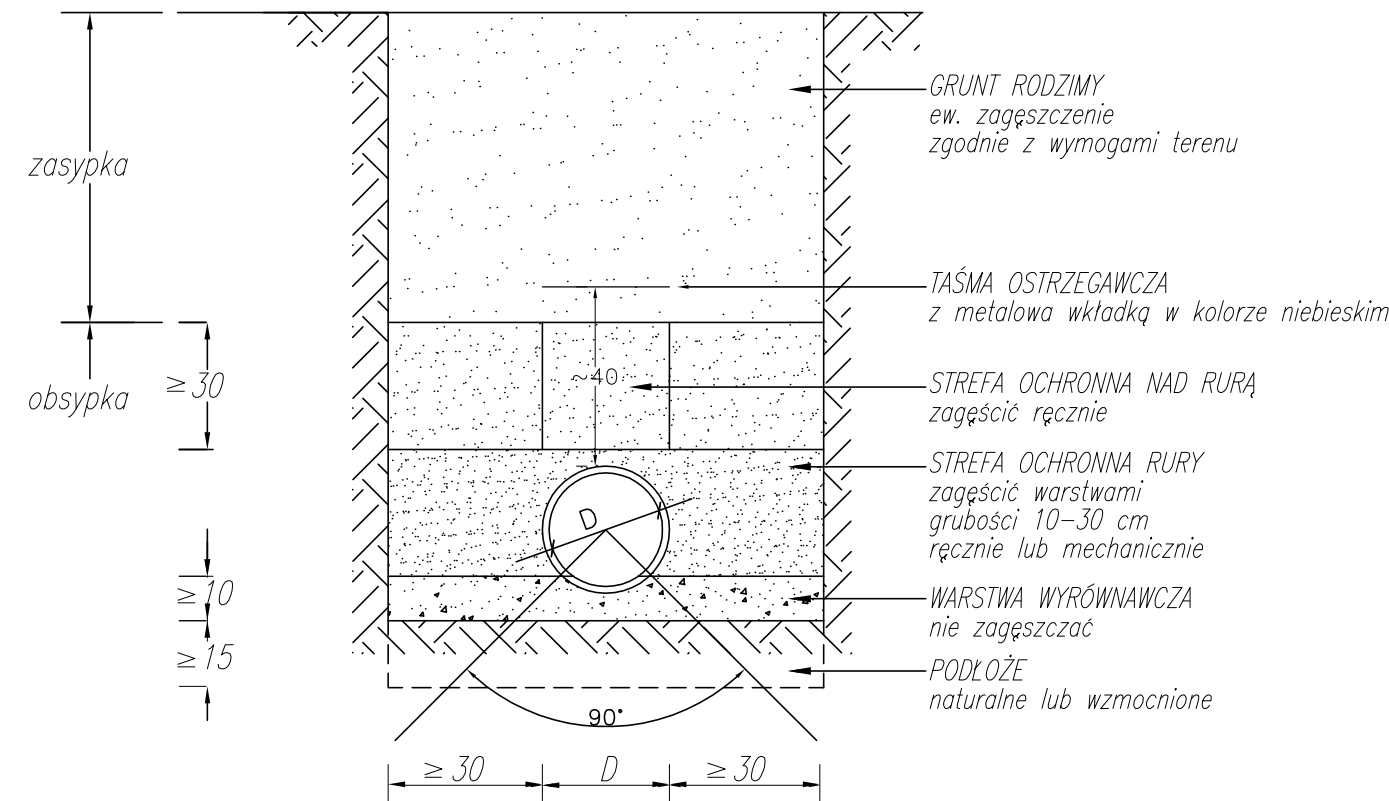 GRUNT RODZIMY
ew. zagęszczenie
zgodnie z wymogami terenu
zasypka
TAŚMA OSTRZEGAWCZA
z metalowa wkładką w kolorze niebieskim
obsypka
≥ 30
~40
STREFA OCHRONNA NAD RURĄ
zagęścić ręcznie
STREFA OCHRONNA RURY
zagęścić warstwami
grubości 10-30 cm
ręcznie lub mechanicznie
D
≥ 10
WARSTWA WYRÓWNAWCZA
nie zagęszczać
≥ 15
PODŁOŻE
naturalne lub wzmocnione
90°
≥ 30
D
≥ 30